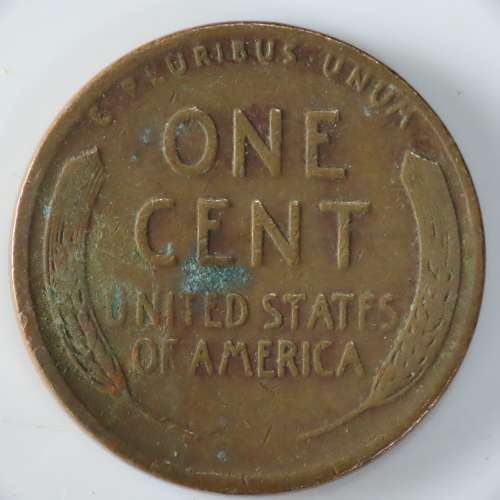 E · PLURIBUS · UNUM
ONE
CENT
UNITED STATES
OF AMERICA